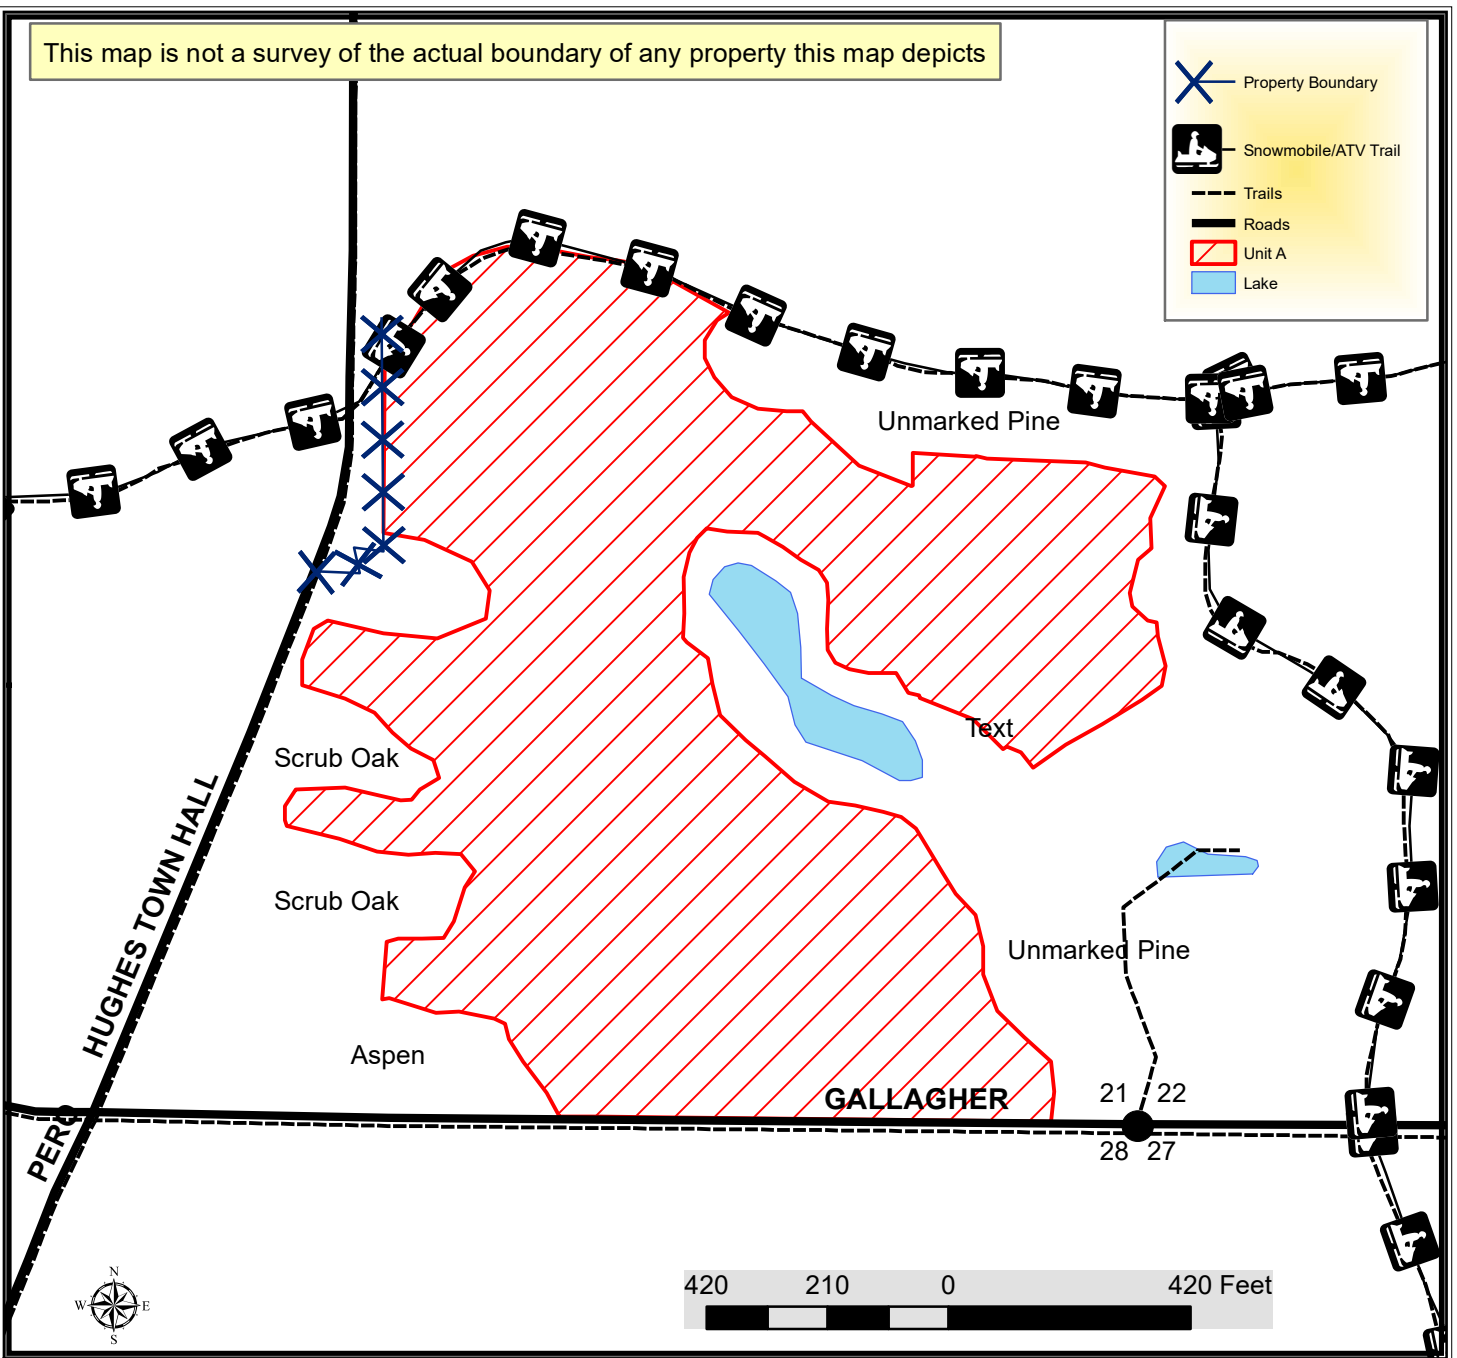 This map is not a survey of the actual boundary of any property this map depicts
Property Boundary
Snowmobile/ATV Trail
Trails
Roads
Unit A
Lake
Unmarked Pine
Text
Scrub Oak
HUGHES TOWN HALL
Scrub Oak
Unmarked Pine
Aspen
GALLAGHER
21 22
28 27
PERO
N
W E
S
420 210 0 420 Feet